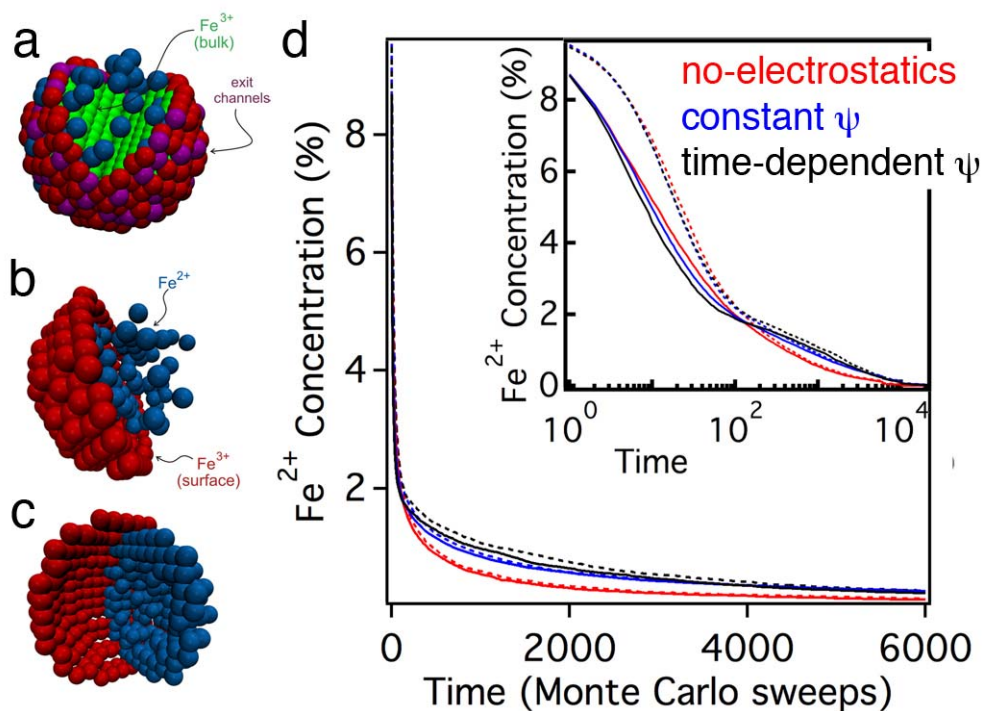 a
Fe3+
(bulk)
exit
channels
b
Fe2+
Fe3+
(surface)
c
d
Fe2+ Concentration (%)
8
6
4
2
0
2000
4000
6000
Time (Monte Carlo sweeps)
Fe2+ Concentration (%)
8
6
4
2
0
10^0
10^2
10^4
Time
no-electrostatics
constant ψ
time-dependent ψ